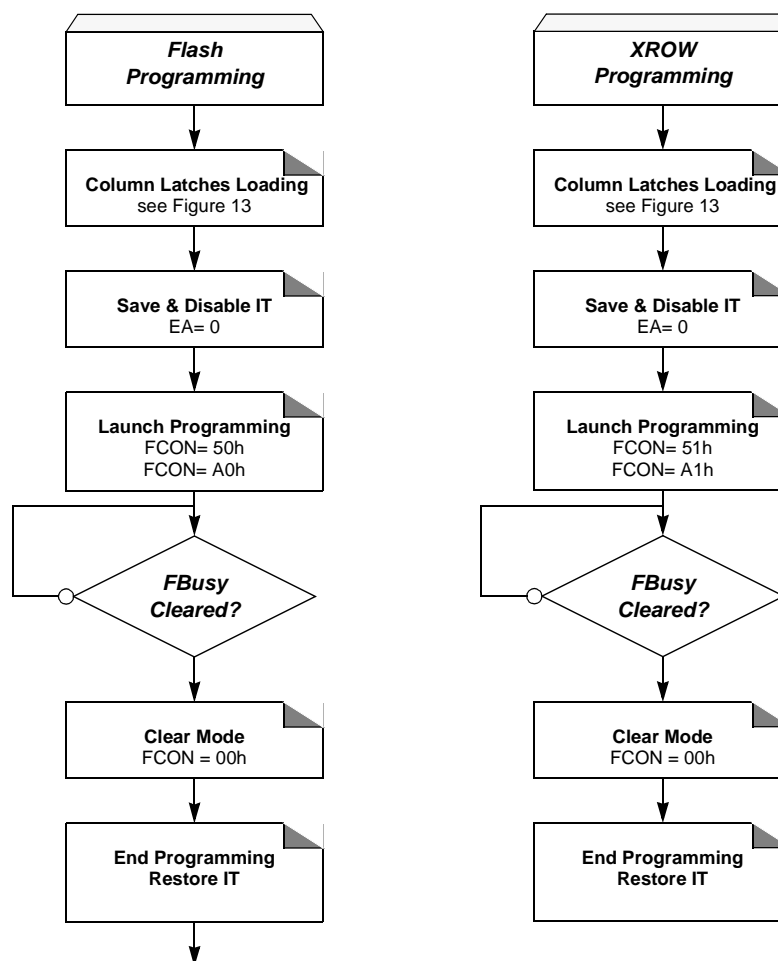 Flash
Programming
Column Latches Loading
see Figure 13
Save & Disable IT
EA= 0
Launch Programming
FCON= 50h
FCON= A0h
FBusy
Cleared?
Clear Mode
FCON = 00h
End Programming
Restore IT
XROW
Programming
Column Latches Loading
see Figure 13
Save & Disable IT
EA= 0
Launch Programming
FCON= 51h
FCON= A1h
FBusy
Cleared?
Clear Mode
FCON = 00h
End Programming
Restore IT